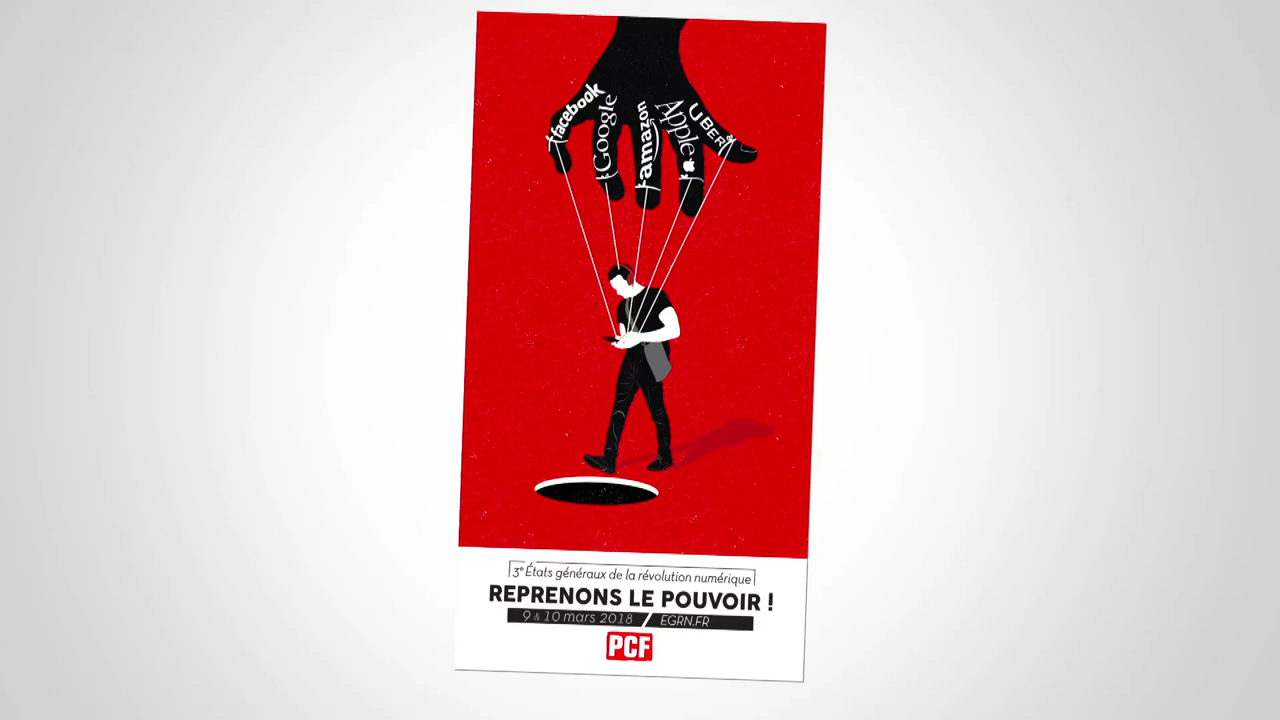 facebook
Google
amazon
Apple
UBER
3e États généraux de la révolution numérique
REPRENONS LE POUVOIR !
9 & 10 mars 2018 / EGRN.FR
PCF